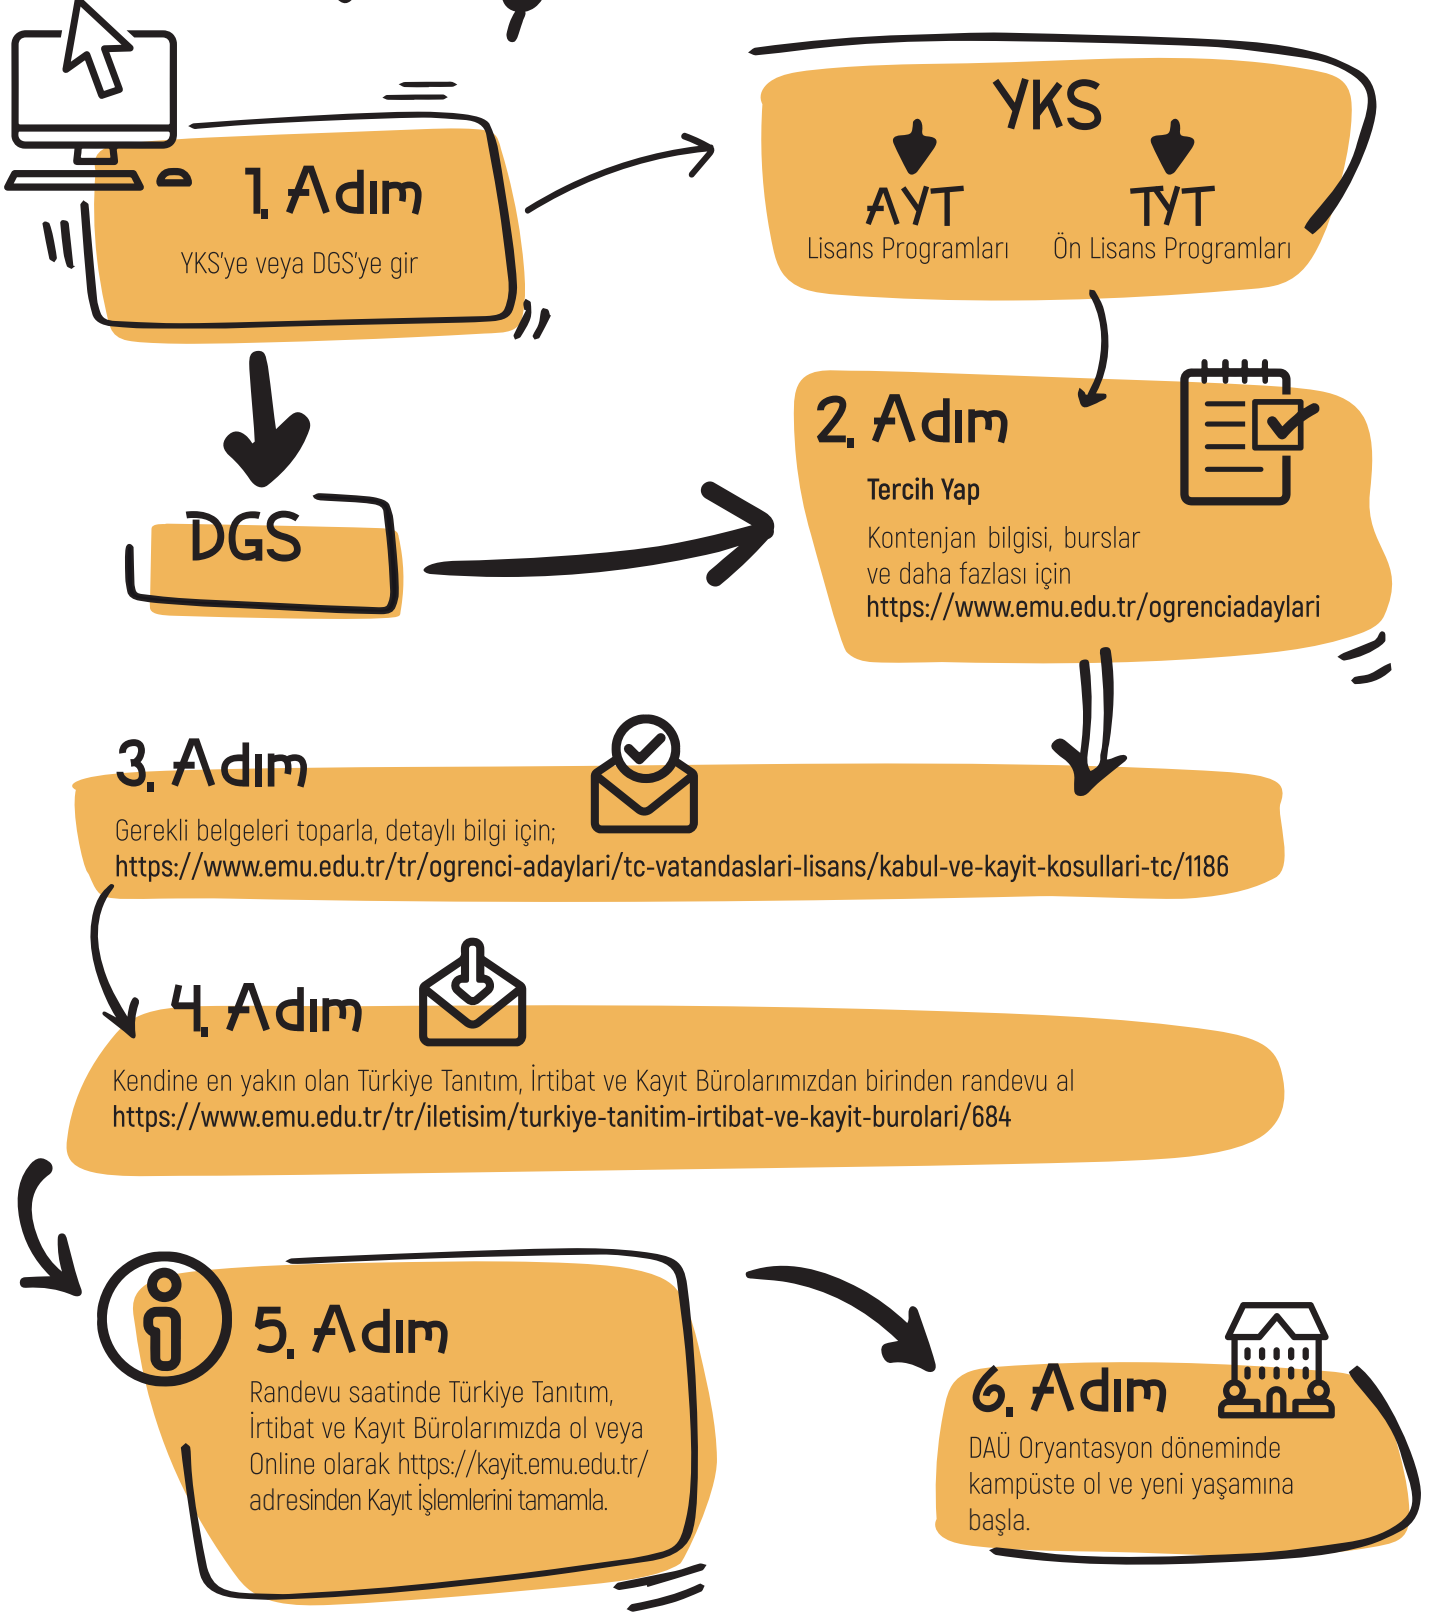 1. Adım
YKS'ye veya DGS'ye gir
YKS
AYT
Lisans Programları
TYT
Ön Lisans Programları
DGS
2. Adım
Tercih Yap
Kontenjan bilgisi, burslar
ve daha fazlası için
https://www.emu.edu.tr/ogrenciadaylari
3. Adım
Gerekli belgeleri toparla, detaylı bilgi için;
https://www.emu.edu.tr/tr/ogrenci-adaylari/tc-vatandaslari-lisans/kabul-ve-kayit-kosullari-tc/1186
4. Adım
Kendine en yakın olan Türkiye Tanıtım, İrtibat ve Kayıt Bürolarımızdan birinden randevu al
https://www.emu.edu.tr/tr/iletisim/turkiye-tanitim-irtibat-ve-kayit-burolari/684
5. Adım
Randevu saatinde Türkiye Tanıtım,
İrtibat ve Kayıt Bürolarımızda ol veya
Online olarak https://kayit.emu.edu.tr/
adresinden Kayıt İşlemlerini tamamla.
6. Adım
DAÜ Oryantasyon döneminde
kampüste ol ve yeni yaşamına
başla.